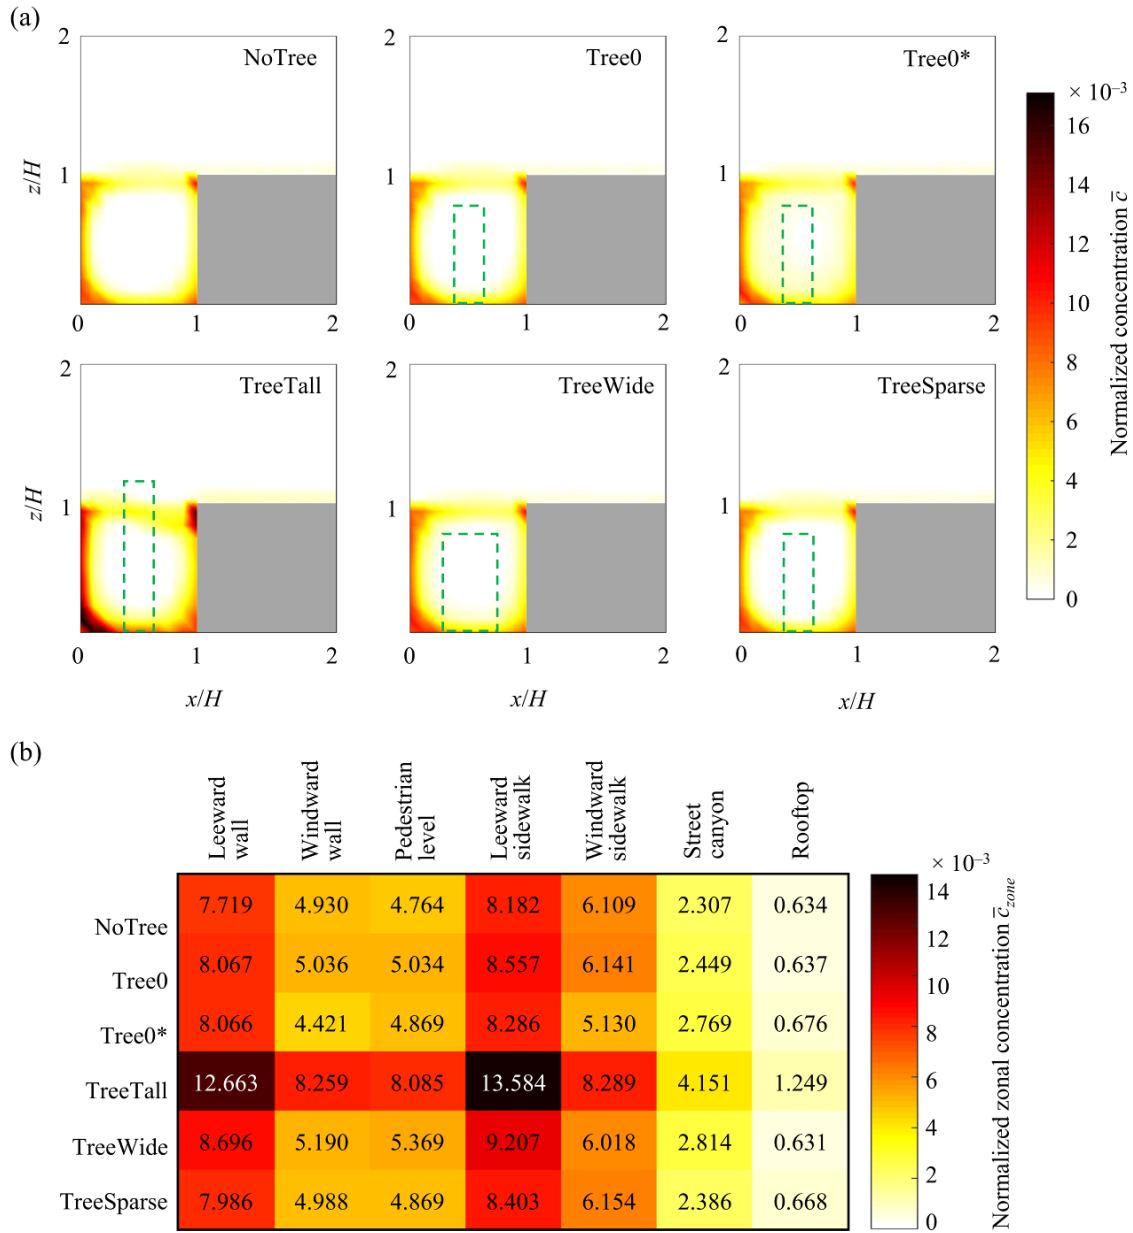 (a)
NoTree
Tree0
Tree0*
2
2
2
1
1
1
z/H
0
1
2
0
1
2
0
1
2
× 10⁻³
16
14
12
10
8
6
4
2
0
Normalized concentration c̅
TreeTall
TreeWide
TreeSparse
2
2
2
1
1
1
z/H
0
1
2
0
1
2
0
1
2
x/H
x/H
x/H
(b)
Leeward
wall
Windward
wall
Pedestrian
level
Leeward
sidewalk
Windward
sidewalk
Street
canyon
Rooftop
NoTree 7.719 4.930 4.764 8.182 6.109 2.307 0.634
Tree0 8.067 5.036 5.034 8.557 6.141 2.449 0.637
Tree0* 8.066 4.421 4.869 8.286 5.130 2.769 0.676
TreeTall 12.663 8.259 8.085 13.584 8.289 4.151 1.249
TreeWide 8.696 5.190 5.369 9.207 6.018 2.814 0.631
TreeSparse 7.986 4.988 4.869 8.403 6.154 2.386 0.668
× 10⁻³
14
12
10
8
6
4
2
0
Normalized zonal concentration c̅zone